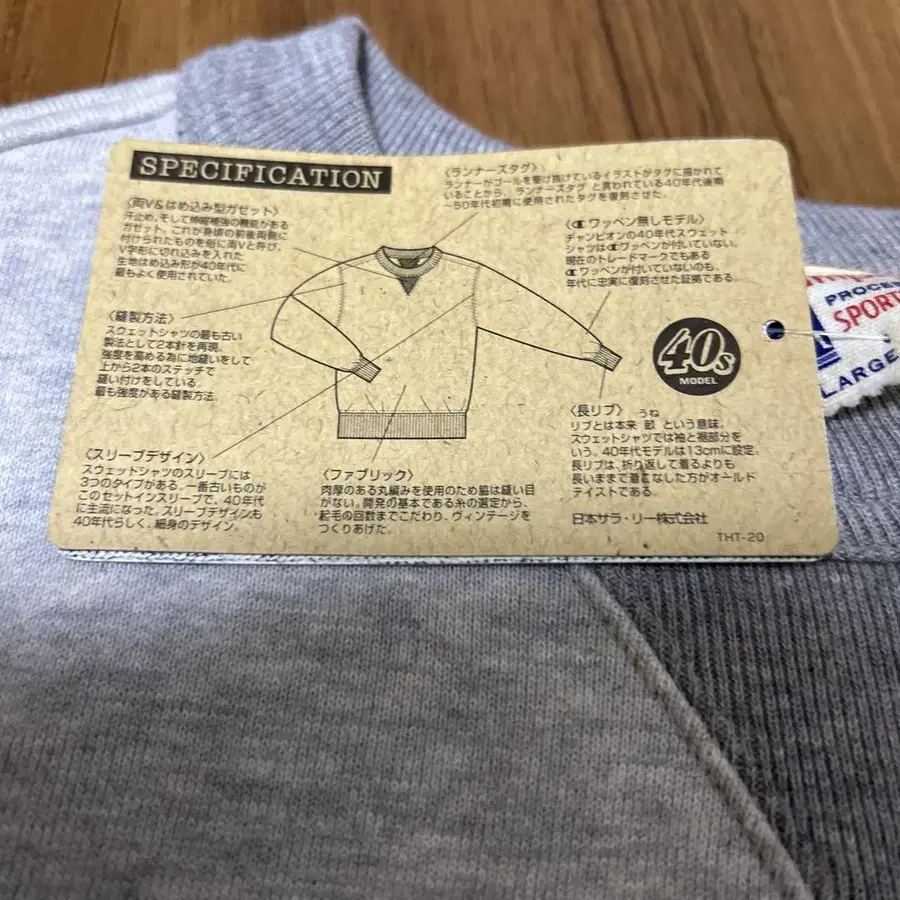 SPECIFICATION
〈両V&はめ込み型ガゼット〉
汗止め、そして伸縮補強の機能がある
ガゼット。これが身頃の前後両側に
付けられたものを俗に両Vと呼び、
V字形に切れ込みを入れた
生地はめ込み形が40年代に
最もよく使用されていた。
〈縫製方法〉
スウェットシャツの最も古い
製法として2本針を再現。
強度を高める為に地縫いをして
上から2本のステッチで
縫い付けをしている。
最も強度がある縫製方法。
〈スリーブデザイン〉
スウェットシャツのスリーブには
3つのタイプがある。一番古いものが
このセットインスリーブで、40年代
に主流になった。スリーブデザインも
40年代らしく、細身のデザイン。
〈ファブリック〉
肉厚のある丸編みを使用のため脇は縫い目
がない。開発の基本である糸の選定から、
起毛の回数までこだわり、ヴィンテージを
つくりあげた。
〈ランナーズタグ〉
ランナーがゴールを駆け抜けているイラストがタグに描かれて
いることから、ランナーズタグ と言われている40年代後期
〜50年代初期に使用されたタグを復刻させた。
〈C ワッペン無しモデル〉
チャンピオンの40年代スウェット
シャツはC ワッペンが付いていない。
現在のトレードマークでもある
C ワッペンが付いていないのも、
年代に忠実に復刻させた証拠である。
40s
MODEL
〈長リブ〉
うね
リブとは本来 畝 という意味。
スウェットシャツでは袖と裾部分を
いう。40年代モデルは13cmに設定。
長リブは、折り返して着るよりも
長いままで着こなした方がオールド
テイストである。
日本サラ・リー株式会社
THT-20
SPORT
LARGE